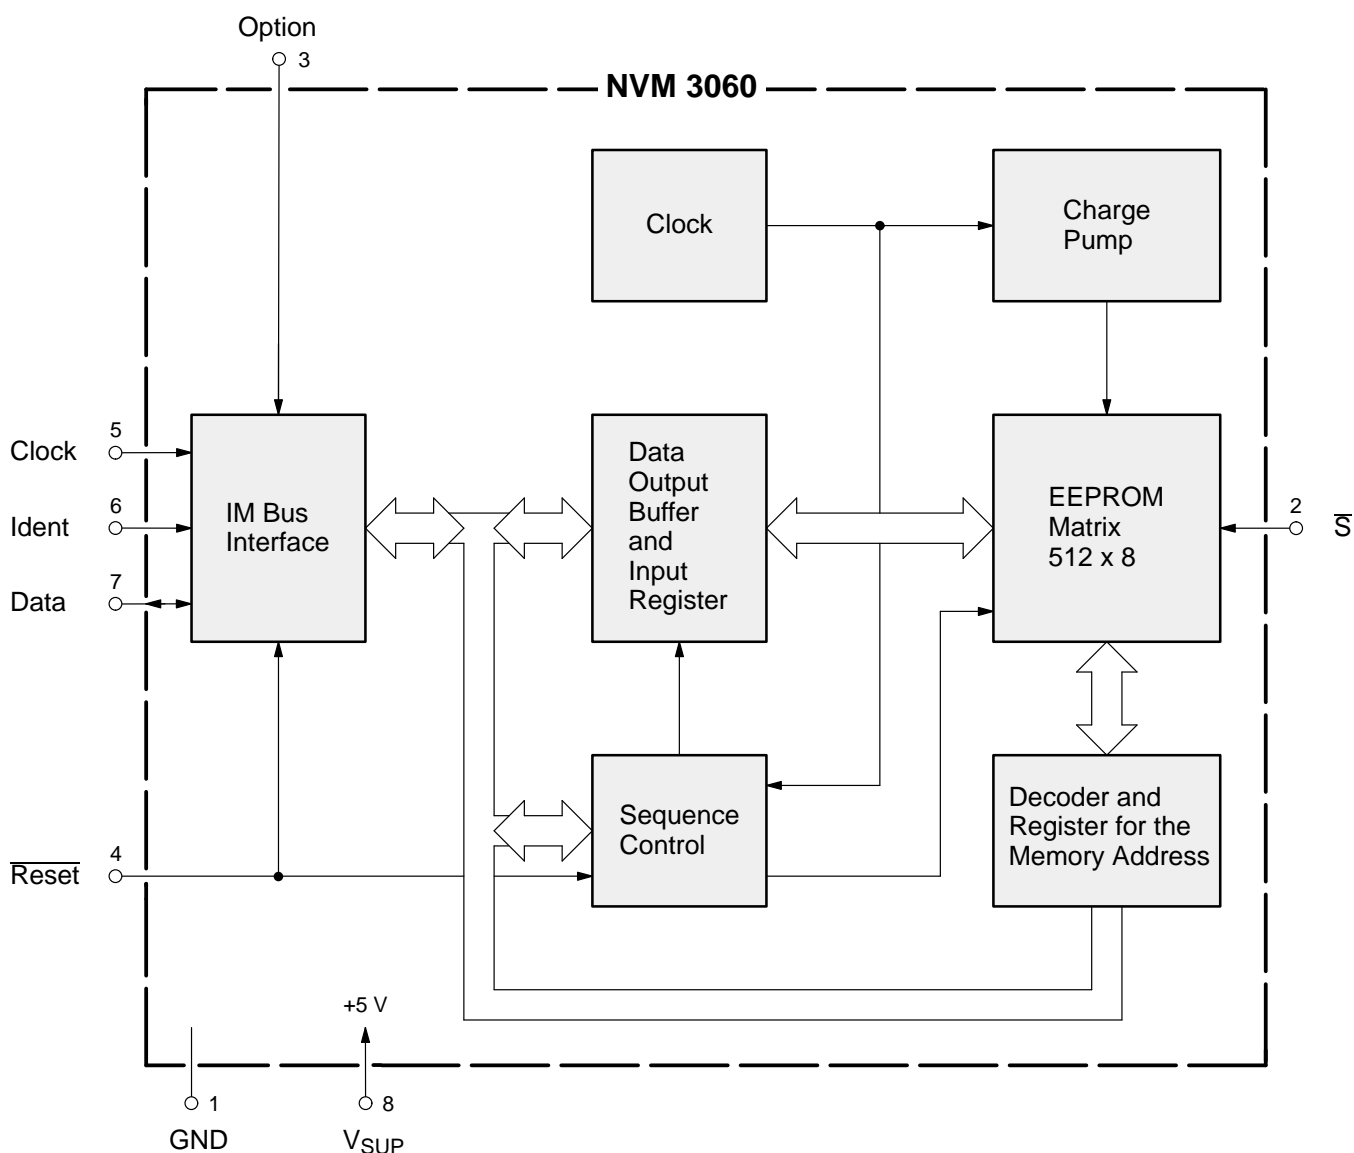 Option
3
NVM 3060
Clock
Charge
Pump
Clock
5
Ident
6
Data
7
IM Bus
Interface
Data
Output
Buffer
and
Input
Register
EEPROM
Matrix
512 x 8
2
S̅
Reset
4
Sequence
Control
Decoder and
Register for the
Memory Address
+5 V
1
GND
8
VSUP